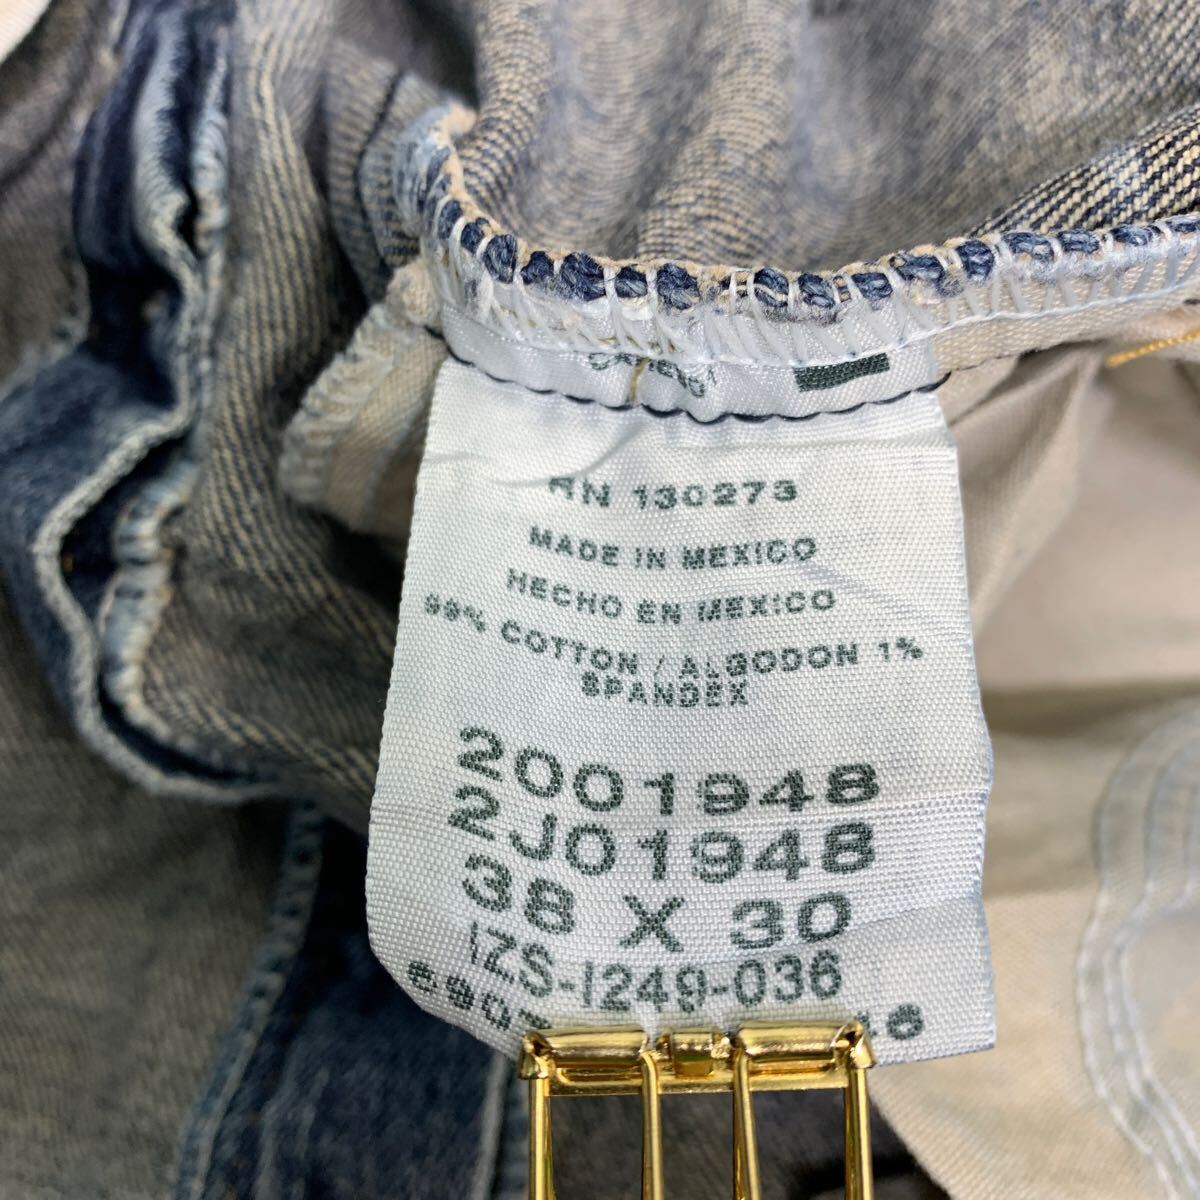 RN 130273
MADE IN MEXICO
HECHO EN MEXICO
99% COTTON / ALGODON 1%
SPANDEX
2001948
2J01948
38 X 30
IZS-1249-036